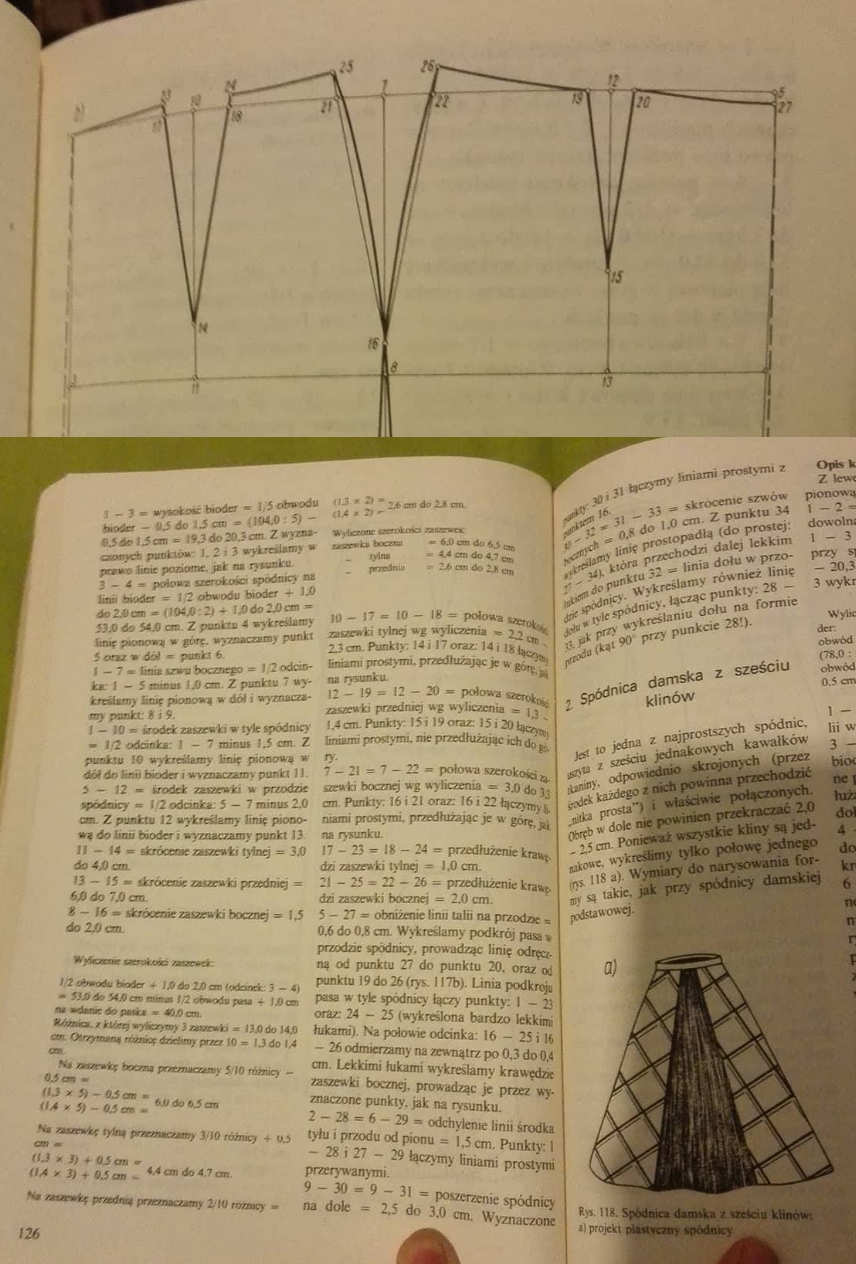 25
26
23
10
24
7
12
5
17
18
21
22
19
20
27
15
14
16
8
3
11
13
1 — 3 = wysokość bioder = 1/5 obwodu
bioder — 0,5 do 1,5 cm = (104,0 : 5) —
0,5 do 1,5 cm = 19,3 do 20,3 cm. Z wyzna-
czonych punktów: 1, 2 i 3 wykreślamy w
prawo linie poziome, jak na rysunku.
3 — 4 = połowa szerokości spódnicy na
linii bioder = 1/2 obwodu bioder + 1,0
do 2,0 cm = (104,0 : 2) + 1,0 do 2,0 cm =
53,0 do 54,0 cm. Z punktu 4 wykreślamy
linię pionową w górę, wyznaczamy punkt
5 oraz w dół = punkt 6.
1 — 7 = linia szwu bocznego = 1/2 odcin-
ka: 1 — 5 minus 1,0 cm. Z punktu 7 wy-
kreślamy linię pionową w dół i wyznacza-
my punkt: 8 i 9.
1 — 10 = środek zaszewki w tyle spódnicy
= 1/2 odcinka: 1 — 7 minus 1,5 cm. Z
punktu 10 wykreślamy linię pionową w
dół do linii bioder i wyznaczamy punkt 11.
5 — 12 = środek zaszewki w przodzie
spódnicy = 1/2 odcinka: 5 — 7 minus 2,0
cm. Z punktu 12 wykreślamy linię piono-
wą do linii bioder i wyznaczamy punkt 13.
11 — 14 = skrócenie zaszewki tylnej = 3,0
do 4,0 cm.
13 — 15 = skrócenie zaszewki przedniej =
6,0 do 7,0 cm.
8 — 16 = skrócenie zaszewki bocznej = 1,5
do 2,0 cm.
Wyliczenie szerokości zaszewek:
1/2 obwodu bioder + 1,0 do 2,0 cm (odcinek: 3 — 4)
= 53,0 do 54,0 cm minus 1/2 obwodu pasa + 1,0 cm
na wdanie do paska = 40,0 cm.
Różnica, z której wyliczymy 3 zaszewki = 13,0 do 14,0
cm. Otrzymaną różnicę dzielimy przez 10 = 1,3 do 1,4
cm.
Na zaszewkę boczną przeznaczamy 5/10 różnicy —
0,5 cm =
(1,3 × 5) — 0,5 cm =
(1,4 × 5) — 0,5 cm = 6,0 do 6,5 cm
Na zaszewkę tylną przeznaczamy 3/10 różnicy + 0,5
cm =
(1,3 × 3) + 0,5 cm =
(1,4 × 3) + 0,5 cm = 4,4 cm do 4,7 cm.
Na zaszewkę przednią przeznaczamy 2/10 różnicy =
126
(1,3 × 2) =
(1,4 × 2) = 2,6 cm do 2,8 cm.
Wyliczone szerokości zaszewek:
zaszewka boczna = 6,0 cm do 6,5 cm
„ tylna = 4,4 cm do 4,7 cm
„ przednia = 2,6 cm do 2,8 cm
10 — 17 = 10 — 18 = połowa szerokości
zaszewki tylnej wg wyliczenia = 2,2 cm —
2,3 cm. Punkty: 14 i 17 oraz: 14 i 18 łączymy
liniami prostymi, przedłużając je w górę, jak
na rysunku.
12 — 19 = 12 — 20 = połowa szerokości
zaszewki przedniej wg wyliczenia = 1,3 —
1,4 cm. Punkty: 15 i 19 oraz: 15 i 20 łączymy
liniami prostymi, nie przedłużając ich do gó-
ry.
7 — 21 = 7 — 22 = połowa szerokości za-
szewki bocznej wg wyliczenia = 3,0 do 3,3
cm. Punkty: 16 i 21 oraz: 16 i 22 łączymy li-
niami prostymi, przedłużając je w górę, jak
na rysunku.
17 — 23 = 18 — 24 = przedłużenie krawę-
dzi zaszewki tylnej = 1,0 cm.
21 — 25 = 22 — 26 = przedłużenie krawę-
dzi zaszewki bocznej = 2,0 cm.
5 — 27 = obniżenie linii talii na przodzie =
0,6 do 0,8 cm. Wykreślamy podkrój pasa w
przodzie spódnicy, prowadząc linię odręcz-
ną od punktu 27 do punktu 20, oraz od
punktu 19 do 26 (rys. 117b). Linia podkroju
pasa w tyle spódnicy łączy punkty: 1 — 23
oraz: 24 — 25 (wykreślona bardzo lekkimi
łukami). Na połowie odcinka: 16 — 25 i 16
— 26 odmierzamy na zewnątrz po 0,3 do 0,4
cm. Lekkimi łukami wykreślamy krawędzie
zaszewki bocznej, prowadząc je przez wy-
znaczone punkty, jak na rysunku.
2 — 28 = 6 — 29 = odchylenie linii środka
tyłu i przodu od pionu = 1,5 cm. Punkty: 1
— 28 i 27 — 29 łączymy liniami prostymi
przerywanymi.
9 — 30 = 9 — 31 = poszerzenie spódnicy
na dole = 2,5 do 3,0 cm. Wyznaczone
punkty: 30 i 31 łączymy liniami prostymi z
punktem 16.
30 — 32 = 31 — 33 = skrócenie szwów
bocznych = 0,8 do 1,0 cm. Z punktu 34
wykreślamy linię prostopadłą (do prostej:
27 — 34), która przechodzi dalej lekkim
łukiem do punktu 32 = linia dołu w przo-
dzie spódnicy. Wykreślamy również linię
dołu w tyle spódnicy, łącząc punkty: 28 —
33, jak przy wykreślaniu dołu na formie
przodu (kąt 90° przy punkcie 28!).
2. Spódnica damska z sześciu
klinów
Jest to jedna z najprostszych spódnic,
uszyta z sześciu jednakowych kawałków
tkaniny, odpowiednio skrojonych (przez
środek każdego z nich powinna przechodzić
„nitka prosta”) i właściwie połączonych.
Obręb w dole nie powinien przekraczać 2,0
— 2,5 cm. Ponieważ wszystkie kliny są jed-
nakowe, wykreślimy tylko połowę jednego
(rys. 118 a). Wymiary do narysowania for-
my są takie, jak przy spódnicy damskiej
podstawowej.
a)
Rys. 118. Spódnica damska z sześciu klinów:
a) projekt plastyczny spódnicy
Opis k
Z lewe
pionową
1 — 2 =
dowolna
1 — 3
przy s
— 20,3
3 wykr
Wylic
der:
obwód
(78,0 :
obwód
0,5 cm
1 —
lii w
3 —